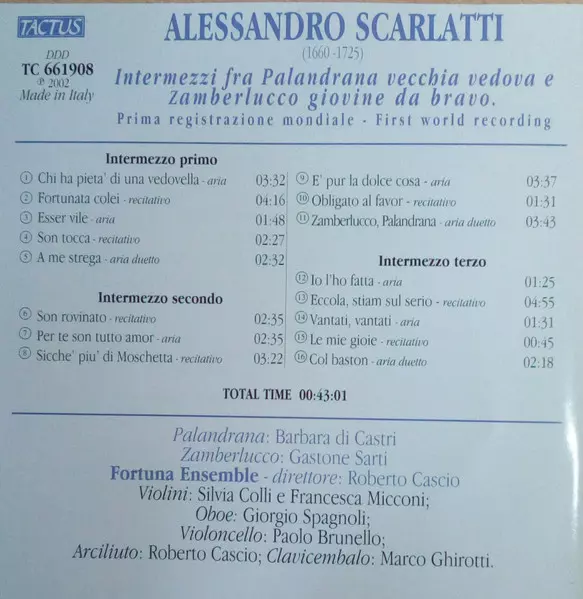 TACTUS
DDD
TC 661908
℗ 2002
Made in Italy
ALESSANDRO SCARLATTI
(1660-1725)
Intermezzi fra Palandrana vecchia vedova e
Zamberlucco giovine da bravo.
Prima registrazione mondiale - First world recording
Intermezzo primo
1 Chi ha pieta' di una vedovella - aria 03:32
2 Fortunata colei - recitativo 04:16
3 Esser vile - aria 01:48
4 Son tocca - recitativo 02:27
5 A me strega - aria duetto 02:32
Intermezzo secondo
6 Son rovinato - recitativo 02:35
7 Per te son tutto amor - aria 02:35
8 Sicche' piu' di Moschetta - recitativo 03:22
9 E' pur la dolce cosa - aria 03:37
10 Obligato al favor - recitativo 01:31
11 Zamberlucco, Palandrana - aria duetto 03:43
Intermezzo terzo
12 Io l'ho fatta - aria 01:25
13 Eccola, stiam sul serio - recitativo 04:55
14 Vantati, vantati - aria 01:31
15 Le mie gioie - recitativo 00:45
16 Col baston - aria duetto 02:18
TOTAL TIME 00:43:01
Palandrana: Barbara di Castri
Zamberlucco: Gastone Sarti
Fortuna Ensemble - direttore: Roberto Cascio
Violini: Silvia Colli e Francesca Micconi;
Oboe: Giorgio Spagnoli;
Violoncello: Paolo Brunello;
Arciliuto: Roberto Cascio; Clavicembalo: Marco Ghirotti.